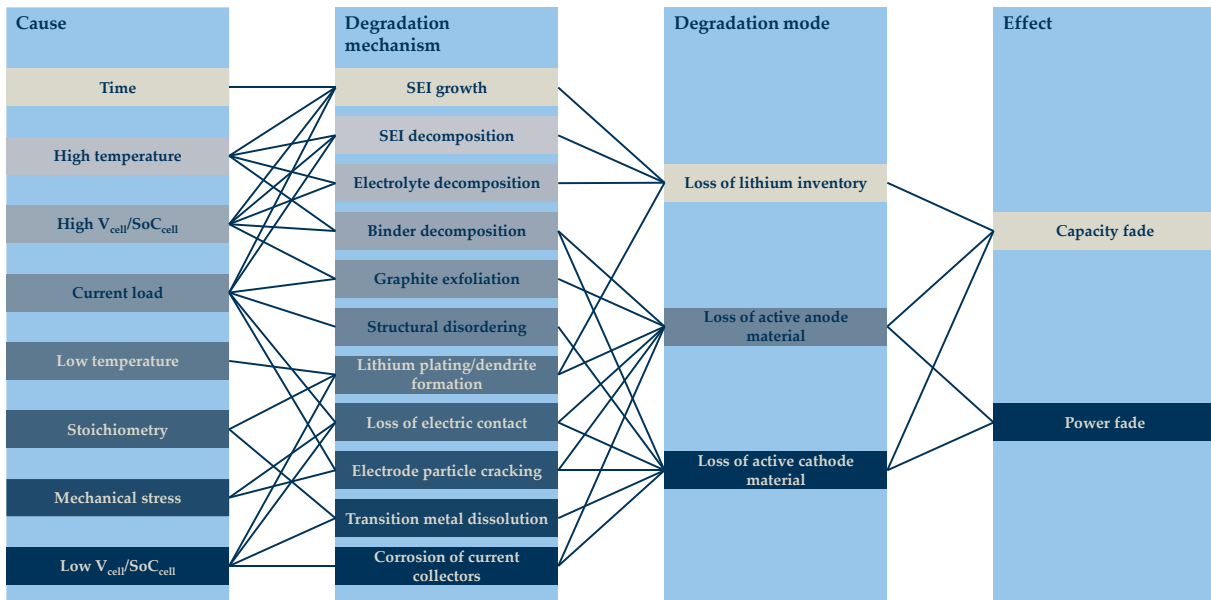 Cause
Time
High temperature
High Vcell/SoCcell
Current load
Low temperature
Stoichiometry
Mechanical stress
Low Vcell/SoCcell
Degradation
mechanism
SEI growth
SEI decomposition
Electrolyte decomposition
Binder decomposition
Graphite exfoliation
Structural disordering
Lithium plating/dendrite
formation
Loss of electric contact
Electrode particle cracking
Transition metal dissolution
Corrosion of current
collectors
Degradation mode
Loss of lithium inventory
Loss of active anode
material
Loss of active cathode
material
Effect
Capacity fade
Power fade